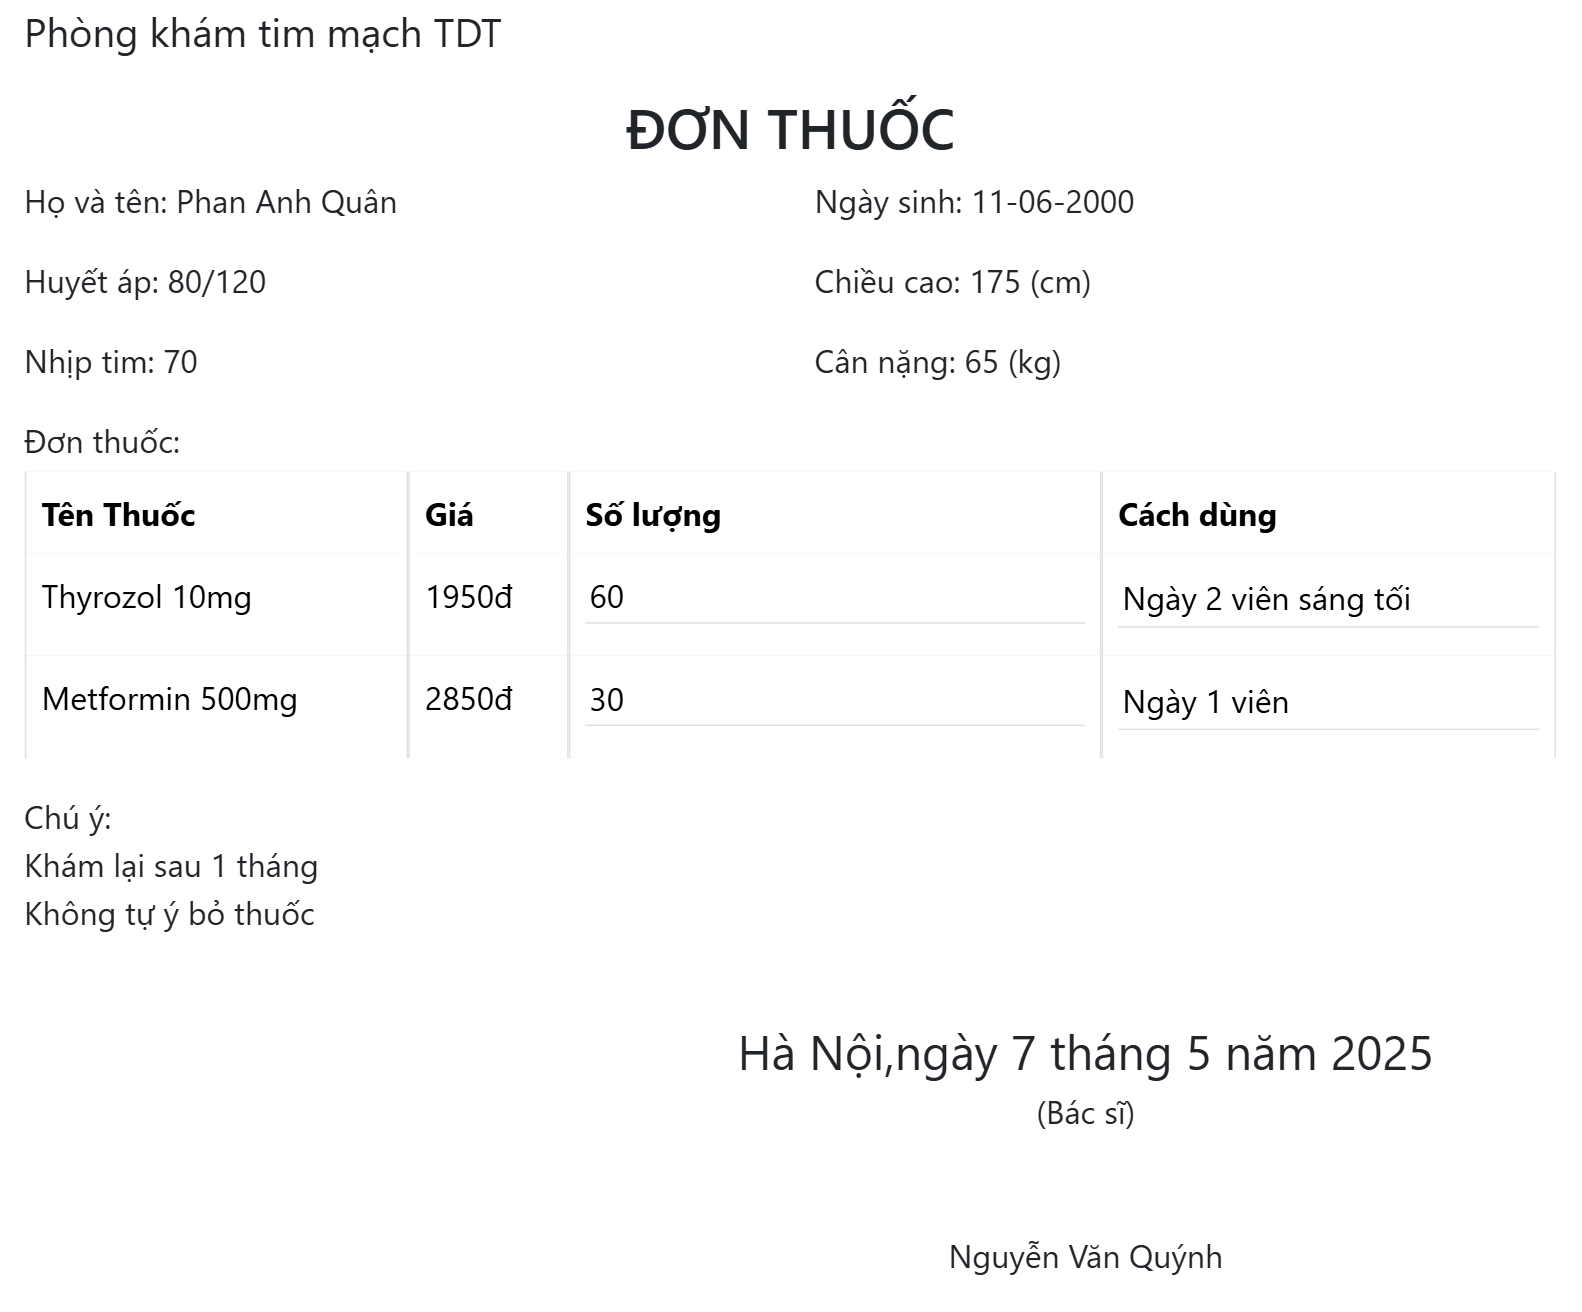 Phòng khám tim mạch TDT
ĐƠN THUỐC
Họ và tên: Phan Anh Quân Ngày sinh: 11-06-2000
Huyết áp: 80/120 Chiều cao: 175 (cm)
Nhịp tim: 70 Cân nặng: 65 (kg)
Đơn thuốc:
Tên Thuốc Giá Số lượng Cách dùng
Thyrozol 10mg 1950đ 60 Ngày 2 viên sáng tối
Metformin 500mg 2850đ 30 Ngày 1 viên
Chú ý:
Khám lại sau 1 tháng
Không tự ý bỏ thuốc
Hà Nội,ngày 7 tháng 5 năm 2025
(Bác sĩ)
Nguyễn Văn Quýnh